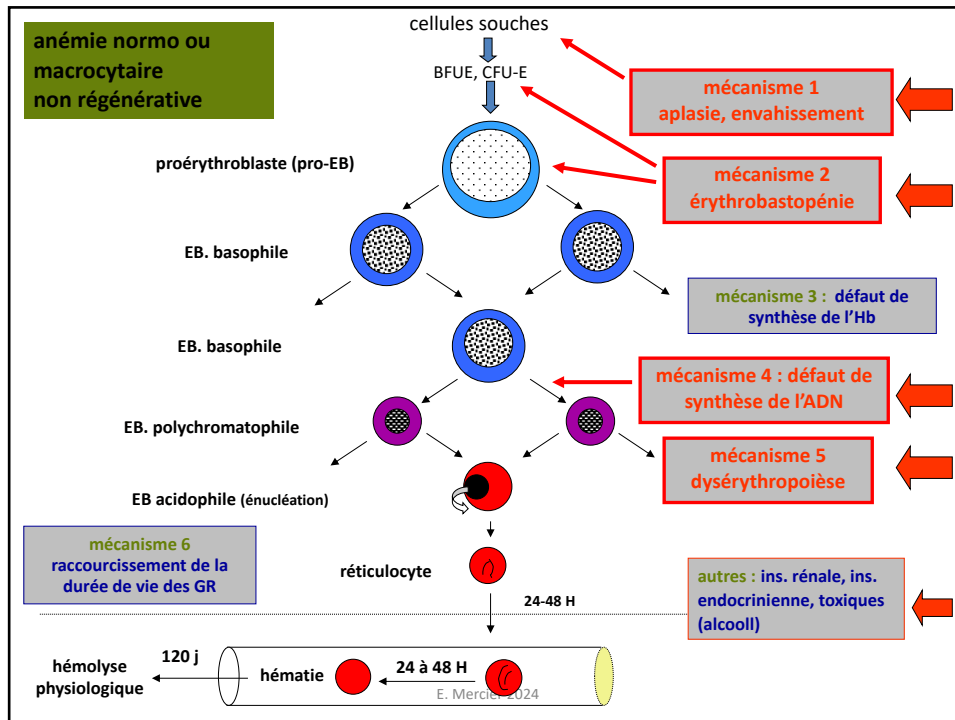 anémie normo ou
macrocytaire
non régénérative
cellules souches
BFUE, CFU-E
mécanisme 1
aplasie, envahissement
proérythroblaste (pro-EB)
mécanisme 2
érythrobastopénie
EB. basophile
mécanisme 3 : défaut de
synthèse de l’Hb
EB. basophile
mécanisme 4 : défaut de
synthèse de l’ADN
EB. polychromatophile
mécanisme 5
dysérythropoièse
EB acidophile (énucléation)
mécanisme 6
raccourcissement de la
durée de vie des GR
réticulocyte
autres : ins. rénale, ins.
endocrinienne, toxiques
(alcooll)
24-48 H
120 j
hémolyse
physiologique
hématie
24 à 48 H
E. Mercier 2024